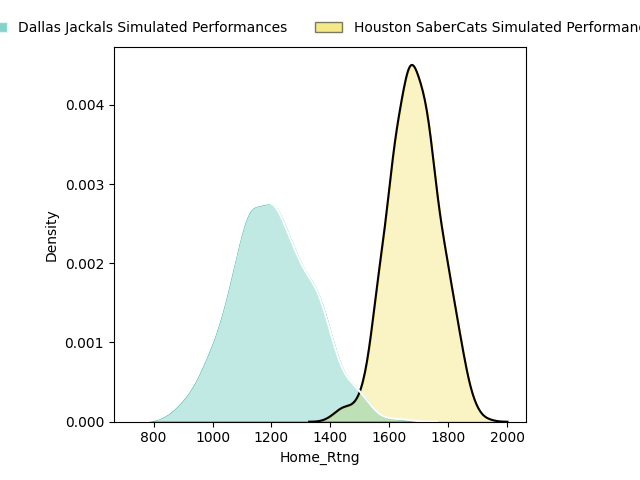 Dallas Jackals Simulated Performances
Houston SaberCats Simulated
0.004
0.003
0.002
0.001
0.000
Density
800 1000 1200 1400 1600 1800 2000
Home_Rtng